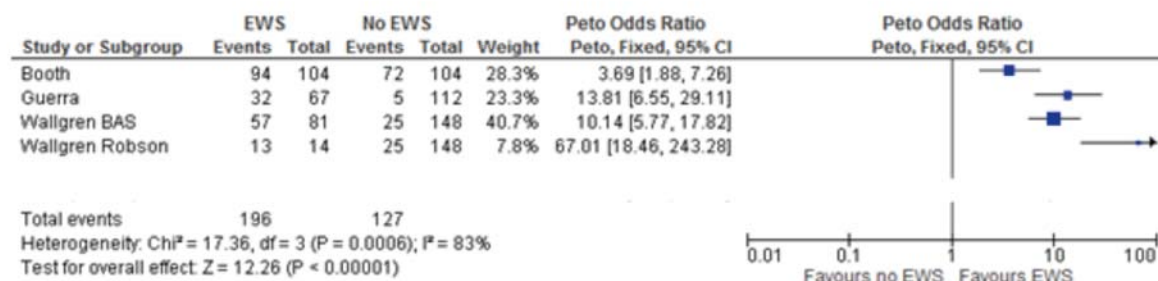 EWS No EWS Peto Odds Ratio Peto Odds Ratio
Study or Subgroup Events Total Events Total Weight Peto, Fixed, 95% CI Peto, Fixed, 95% CI
Booth 94 104 72 104 28.3% 3.69 [1.88, 7.26]
Guerra 32 67 5 112 23.3% 13.81 [6.55, 29.11]
Wallgren BAS 57 81 25 148 40.7% 10.14 [5.77, 17.82]
Wallgren Robson 13 14 25 148 7.8% 67.01 [18.46, 243.28]
Total events 196 127
Heterogeneity: Chi² = 17.36, df = 3 (P = 0.0006); I² = 83%
Test for overall effect: Z = 12.26 (P < 0.00001)
0.01 0.1 1 10 100
Favours no EWS Favours EWS